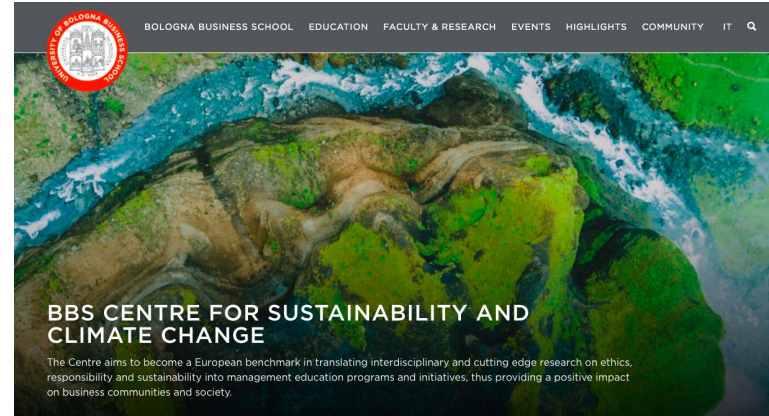 UNIVERSITY OF BOLOGNA BUSINESS SCHOOL
BOLOGNA BUSINESS SCHOOL EDUCATION FACULTY & RESEARCH EVENTS HIGHLIGHTS COMMUNITY IT
BBS CENTRE FOR SUSTAINABILITY AND
CLIMATE CHANGE
The Centre aims to become a European benchmark in translating interdisciplinary and cutting edge research on ethics,
responsibility and sustainability into management education programs and initiatives, thus providing a positive impact
on business communities and society.